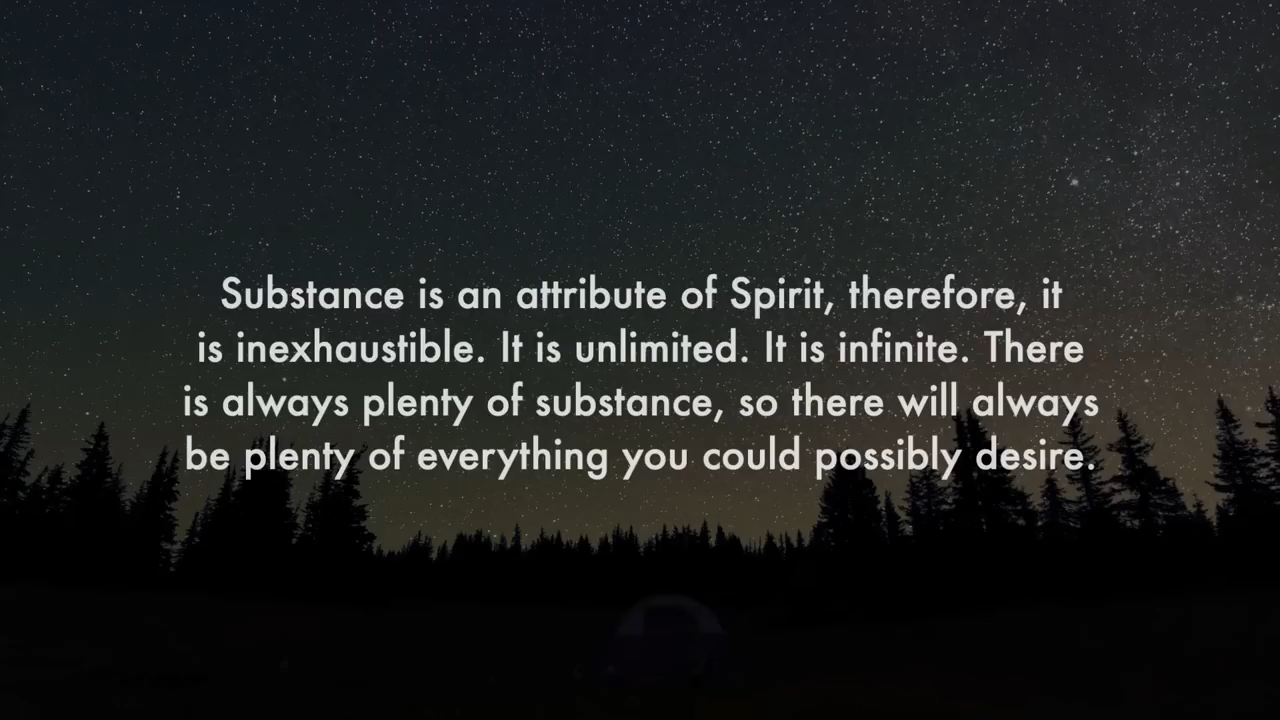 Substance is an attribute of Spirit, therefore, it
is inexhaustible. It is unlimited. It is infinite. There
is always plenty of substance, so there will always
be plenty of everything you could possibly desire.